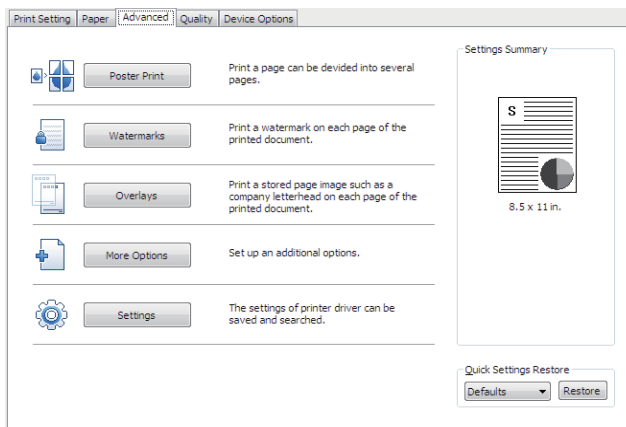 Print Setting Paper Advanced Quality Device Options
Settings Summary
Poster Print
Print a page can be devided into several
pages.
Watermarks
Print a watermark on each page of the
printed document.
Overlays
Print a stored page image such as a
company letterhead on each page of the
printed document.
More Options
Set up an additional options.
Settings
The settings of printer driver can be
saved and searched.
S
8.5 x 11 in.
Quick Settings Restore
Defaults Restore